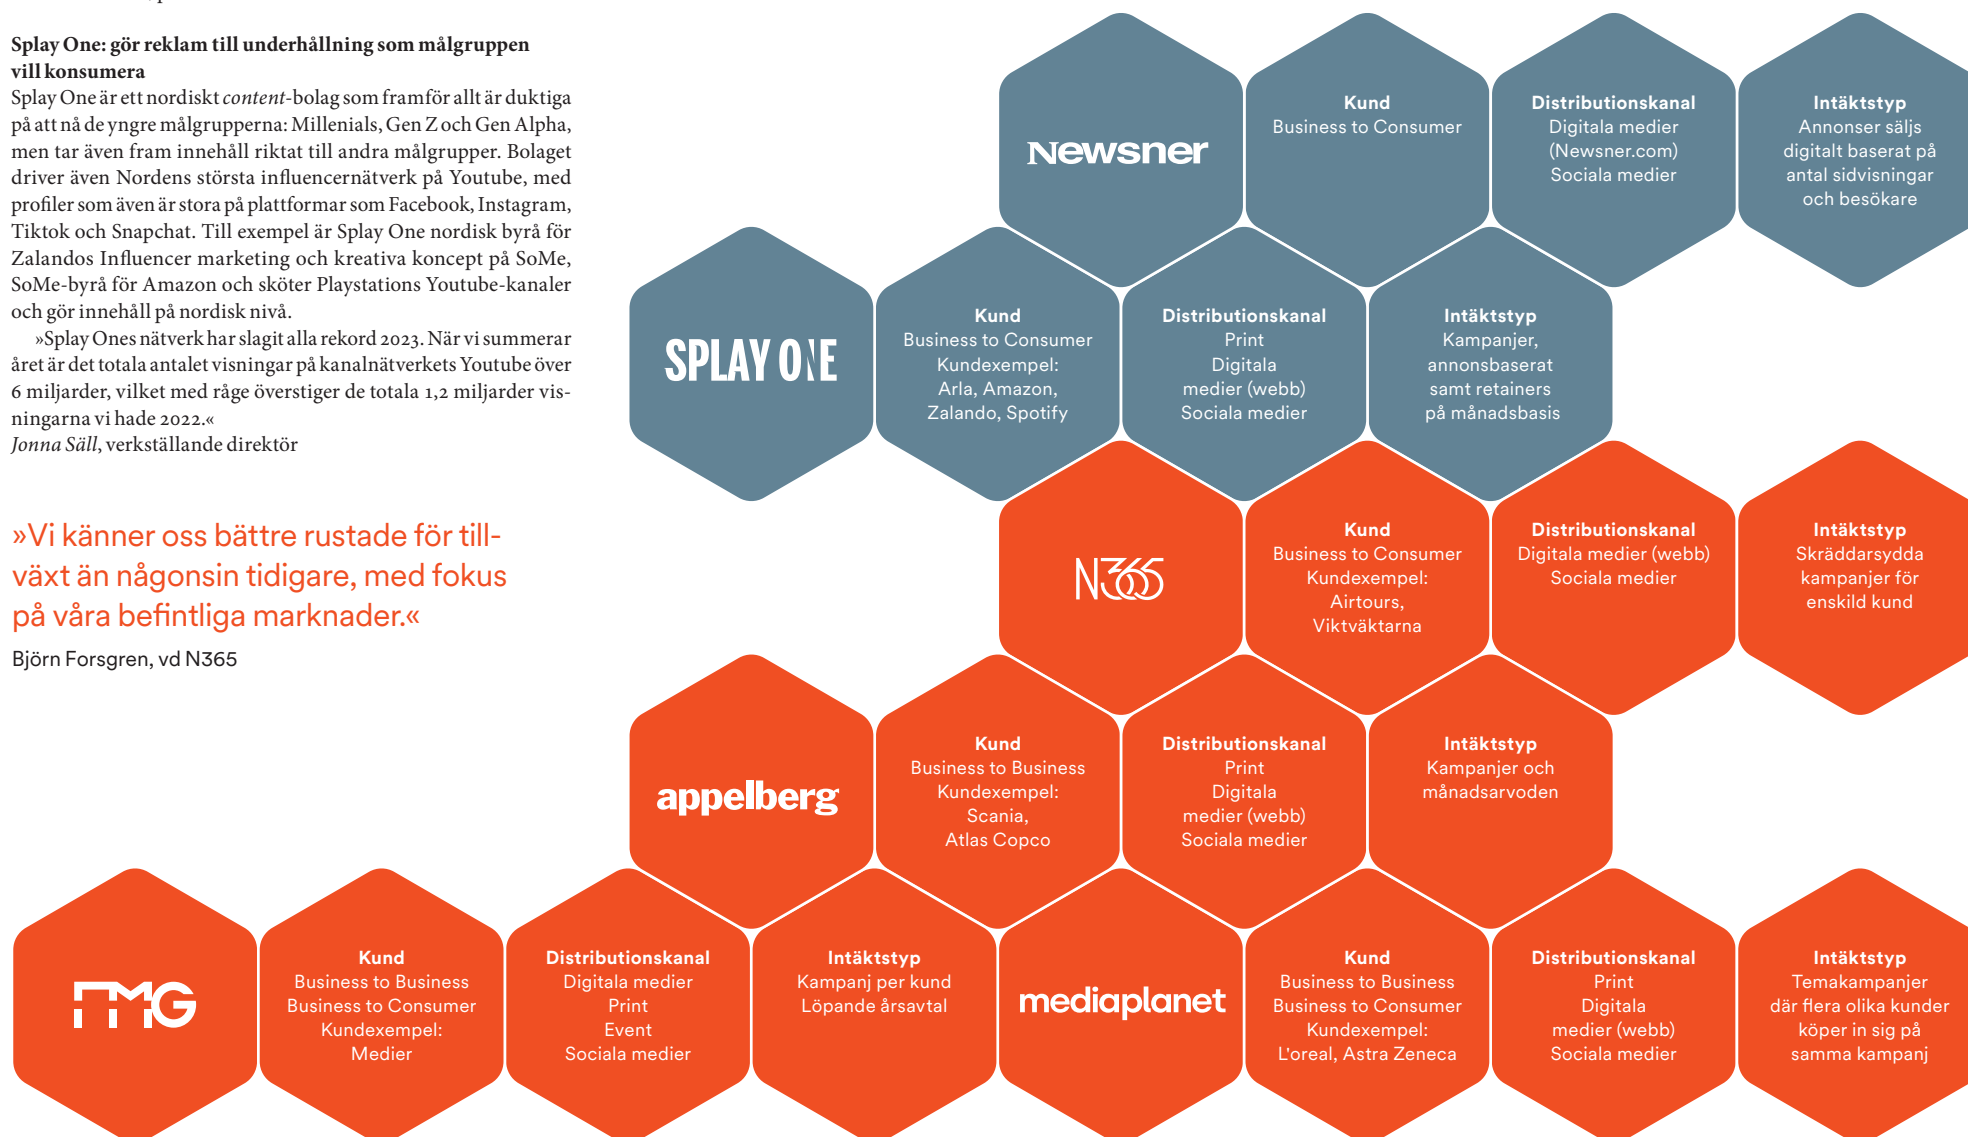 Splay One: gör reklam till underhållning som målgruppen
vill konsumera
Splay One är ett nordiskt content-bolag som framför allt är duktiga
på att nå de yngre målgrupperna: Millenials, Gen Z och Gen Alpha,
men tar även fram innehåll riktat till andra målgrupper. Bolaget
driver även Nordens största influencernätverk på Youtube, med
profiler som även är stora på plattformar som Facebook, Instagram,
Tiktok och Snapchat. Till exempel är Splay One nordisk byrå för
Zalandos Influencer marketing och kreativa koncept på SoMe,
SoMe-byrå för Amazon och sköter Playstations Youtube-kanaler
och gör innehåll på nordisk nivå.
»Splay Ones nätverk har slagit alla rekord 2023. När vi summerar
året är det totala antalet visningar på kanalnätverkets Youtube över
6 miljarder, vilket med råge överstiger de totala 1,2 miljarder vis-
ningarna vi hade 2022.«
Jonna Säll, verkställande direktör
»Vi känner oss bättre rustade för till-
växt än någonsin tidigare, med fokus
på våra befintliga marknader.«
Björn Forsgren, vd N365
Newsner
Kund
Business to Consumer
Distributionskanal
Digitala medier
(Newsner.com)
Sociala medier
Intäktstyp
Annonser säljs
digitalt baserat på
antal sidvisningar
och besökare
SPLAY ONE
Kund
Business to Consumer
Kundexempel:
Arla, Amazon,
Zalando, Spotify
Distributionskanal
Print
Digitala
medier (webb)
Sociala medier
Intäktstyp
Kampanjer,
annonsbaserat
samt retainers
på månadsbasis
N365
Kund
Business to Consumer
Kundexempel:
Airtours,
Viktväktarna
Distributionskanal
Digitala medier (webb)
Sociala medier
Intäktstyp
Skräddarsydda
kampanjer för
enskild kund
appelberg
Kund
Business to Business
Kundexempel:
Scania,
Atlas Copco
Distributionskanal
Print
Digitala
medier (webb)
Sociala medier
Intäktstyp
Kampanjer och
månadsarvoden
FMG
Kund
Business to Business
Business to Consumer
Kundexempel:
Medier
Distributionskanal
Digitala medier
Print
Event
Sociala medier
Intäktstyp
Kampanj per kund
Löpande årsavtal
mediaplanet
Kund
Business to Business
Business to Consumer
Kundexempel:
L'oreal, Astra Zeneca
Distributionskanal
Print
Digitala
medier (webb)
Sociala medier
Intäktstyp
Temakampanjer
där flera olika kunder
köper in sig på
samma kampanj